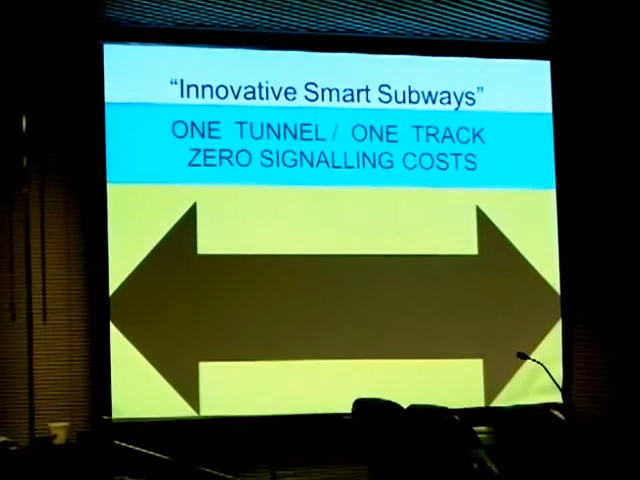 “Innovative Smart Subways”
ONE TUNNEL / ONE TRACK
ZERO SIGNALLING COSTS